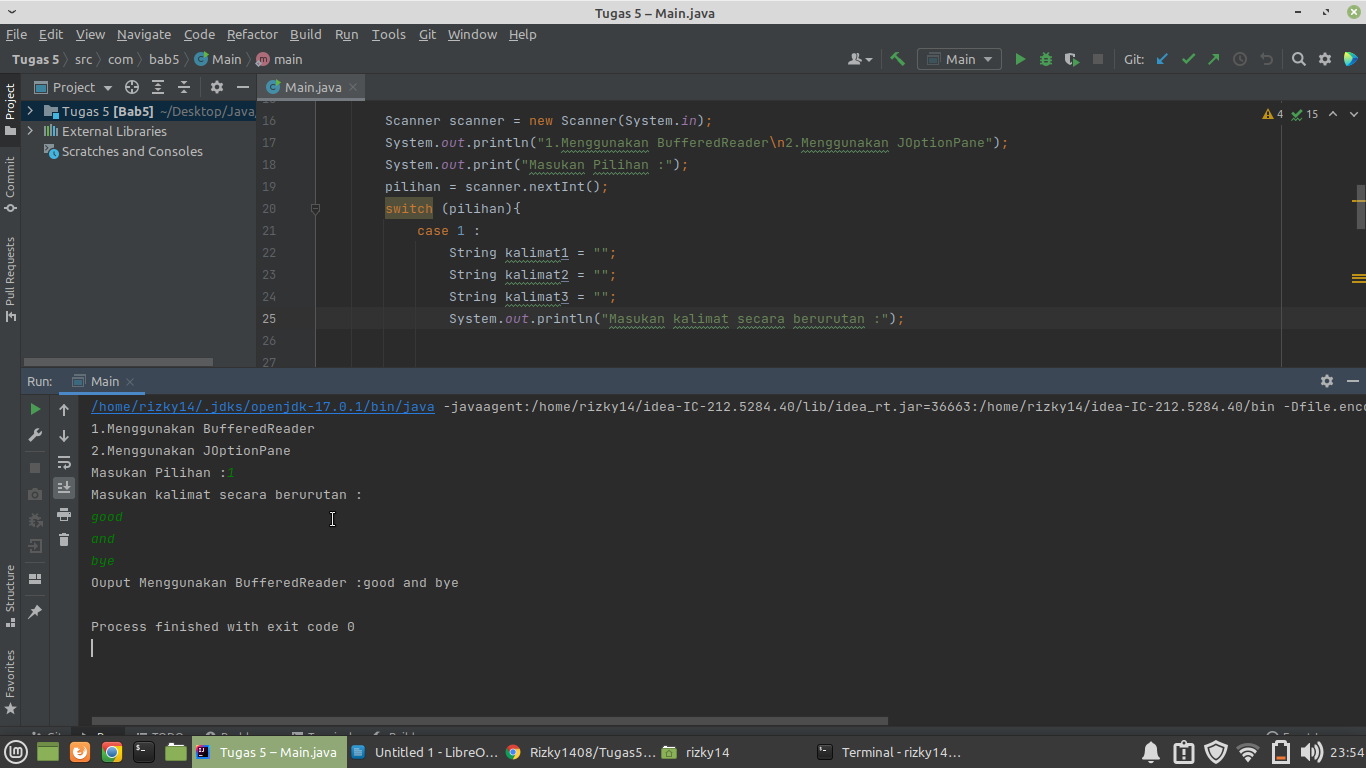 Tugas 5 – Main.java
File Edit View Navigate Code Refactor Build Run Tools Git Window Help
Tugas 5 src com bab5 Main main
Main Git:
Project
Main.java
Project
Commit
Pull Requests
Structure
Favorites
Tugas 5 [Bab5] ~/Desktop/Java
External Libraries
Scratches and Consoles
4 15
16 Scanner scanner = new Scanner(System.in);
17 System.out.println("1.Menggunakan BufferedReader\n2.Menggunakan JOptionPane");
18 System.out.print("Masukan Pilihan :");
19 pilihan = scanner.nextInt();
20 switch (pilihan){
21 case 1 :
22 String kalimat1 = "";
23 String kalimat2 = "";
24 String kalimat3 = "";
25 System.out.println("Masukan kalimat secara berurutan :");
26
27
Run: Main
/home/rizky14/.jdks/openjdk-17.0.1/bin/java -javaagent:/home/rizky14/idea-IC-212.5284.40/lib/idea_rt.jar=36663:/home/rizky14/idea-IC-212.5284.40/bin -Dfile.enco
1.Menggunakan BufferedReader
2.Menggunakan JOptionPane
Masukan Pilihan :1
Masukan kalimat secara berurutan :
good
and
bye
Ouput Menggunakan BufferedReader :good and bye
Process finished with exit code 0
Tugas 5 – Main.java Untitled 1 - LibreO... Rizky1408/Tugas5... rizky14 Terminal - rizky14... 23:54